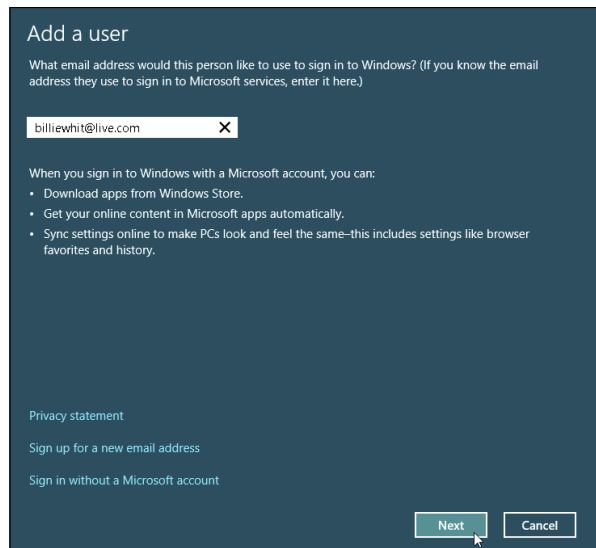 Add a user
What email address would this person like to use to sign in to Windows? (If you know the email
address they use to sign in to Microsoft services, enter it here.)
billiewhit@live.com
When you sign in to Windows with a Microsoft account, you can:
• Download apps from Windows Store.
• Get your online content in Microsoft apps automatically.
• Sync settings online to make PCs look and feel the same–this includes settings like browser
favorites and history.
Privacy statement
Sign up for a new email address
Sign in without a Microsoft account
Next Cancel